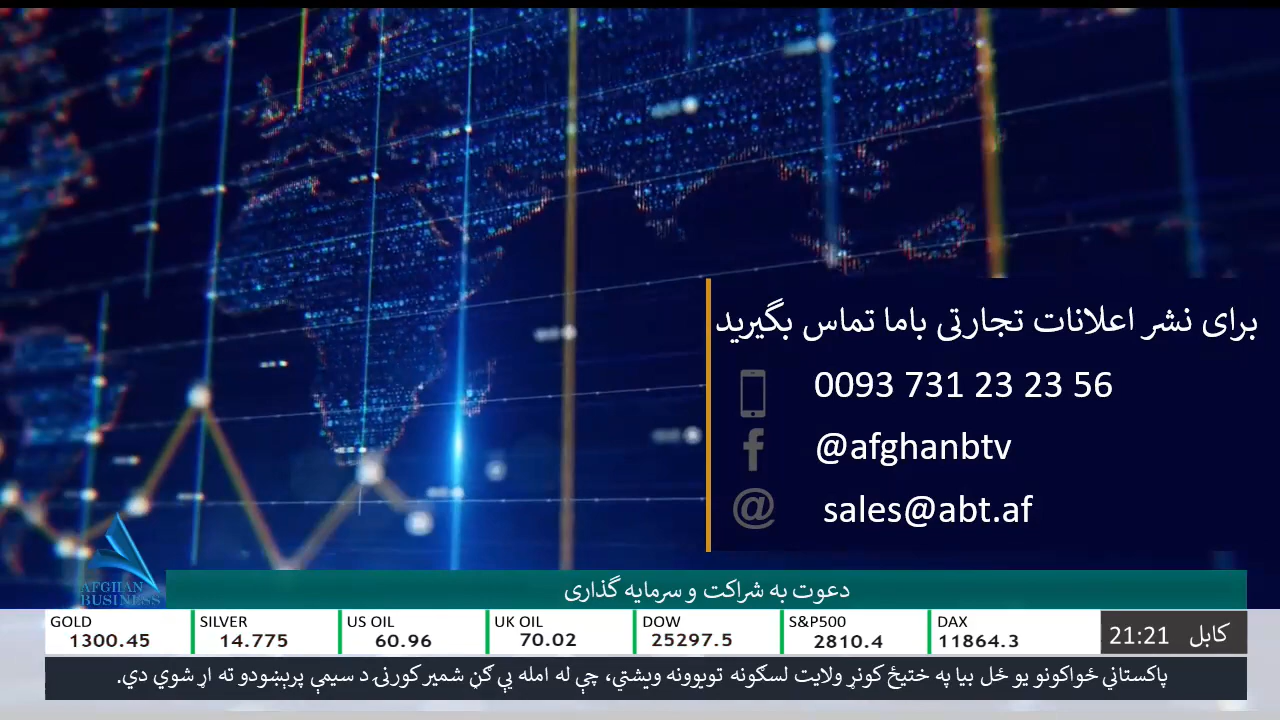 برای نشر اعلانات تجارتی باما تماس بگیرید
0093 731 23 23 56
@afghanbtv
sales@abt.af
AFGHAN
BUSINESS
دعوت به شراکت و سرمایه گذاری
GOLD SILVER US OIL UK OIL DOW S&P500 DAX
1300.45 14.775 60.96 70.02 25297.5 2810.4 11864.3
کابل 21:21
پاکستاني ځواکونو یو ځل بیا په ختیځ کونړ ولایت لسګونه توپوونه ویشتي، چې له امله یې ګڼ شمیر کورنۍ د سیمې پرېښودو ته اړ شوي دي.